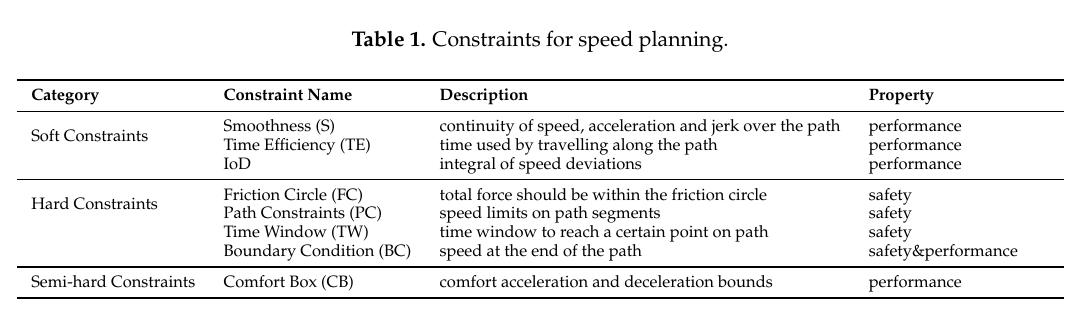 Table 1. Constraints for speed planning.
Category Constraint Name Description Property
Soft Constraints Smoothness (S) continuity of speed, acceleration and jerk over the path performance
Time Efficiency (TE) time used by travelling along the path performance
IoD integral of speed deviations performance
Hard Constraints Friction Circle (FC) total force should be within the friction circle safety
Path Constraints (PC) speed limits on path segments safety
Time Window (TW) time window to reach a certain point on path safety
Boundary Condition (BC) speed at the end of the path safety&performance
Semi-hard Constraints Comfort Box (CB) comfort acceleration and deceleration bounds performance